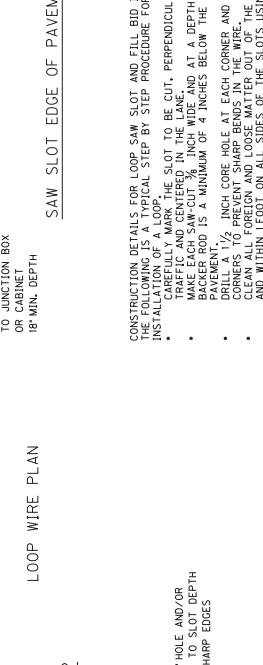 TO JUNCTION BOX
OR CABINET
18" MIN. DEPTH
SAW SLOT EDGE OF PAVEM
LOOP WIRE PLAN
CONSTRUCTION DETAILS FOR LOOP SAW SLOT AND FILL BID
THE FOLLOWING IS A TYPICAL STEP BY STEP PROCEDURE FOR
INSTALLATION OF A LOOP.
• CAREFULLY MARK THE SLOT TO BE CUT, PERPENDICUL
TRAFFIC AND CENTERED IN THE LANE.
• MAKE EACH SAW-CUT 3/8 INCH WIDE AND AT A DEPTH
BACKER ROD IS A MINIMUM OF 4 INCHES BELOW THE
PAVEMENT.
• DRILL A 1 1/2 INCH CORE HOLE AT EACH CORNER AND
CORNERS TO PREVENT SHARP BENDS IN THE WIRE.
• CLEAN ALL FOREIGN AND LOOSE MATTER OUT OF THE
AND WITHIN 1 FOOT ON ALL SIDES OF THE SLOTS USIN
" HOLE AND/OR
TO SLOT DEPTH
HARP EDGES